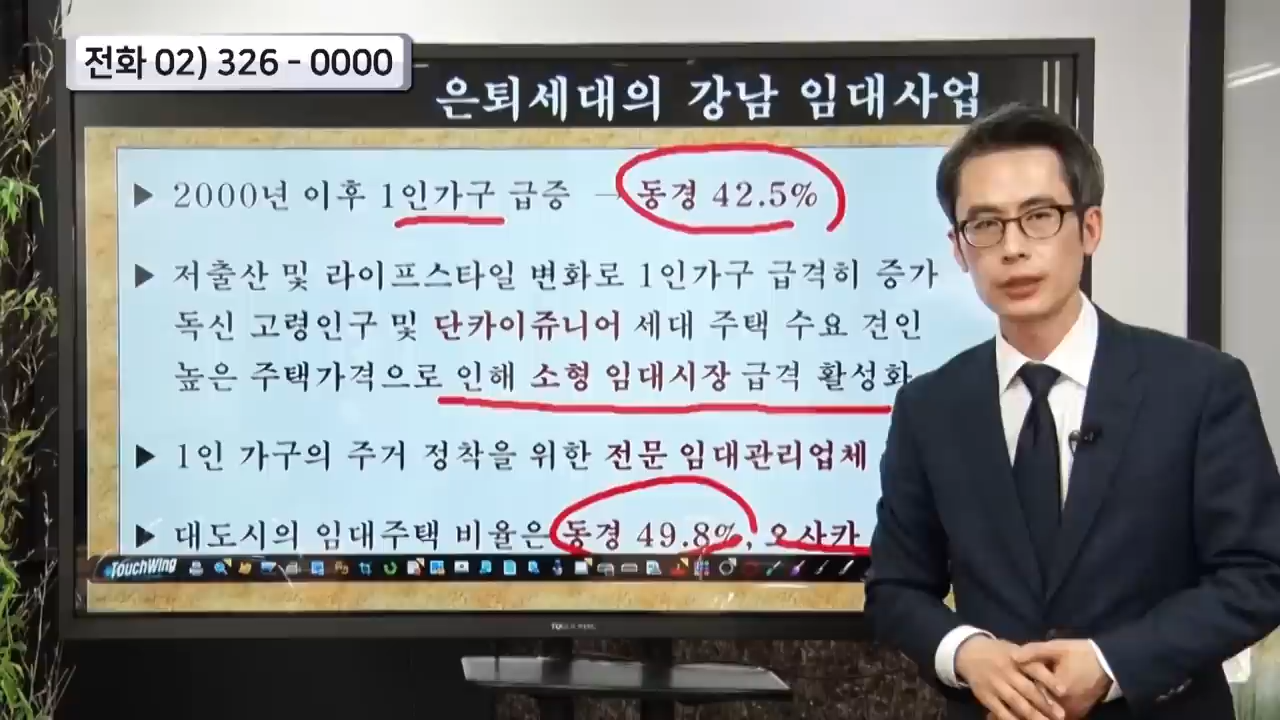 전화 02) 326 - 0000
은퇴세대의 강남 임대사업
▶ 2000년 이후 1인가구 급증 → 동경 42.5%
▶ 저출산 및 라이프스타일 변화로 1인가구 급격히 증가
독신 고령인구 및 단카이쥬니어 세대 주택 수요 견인
높은 주택가격으로 인해 소형 임대시장 급격 활성화
▶ 1인 가구의 주거 정착을 위한 전문 임대관리업체
▶ 대도시의 임대주택 비율은 동경 49.8%, 오사카
TouchWing